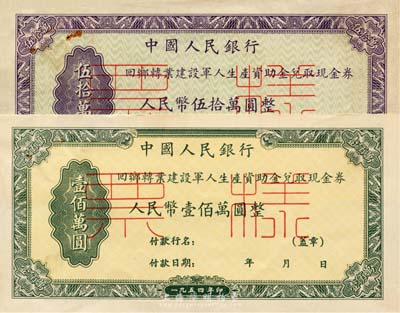 中國人民銀行
伍拾萬
回鄉轉業建設軍人生產資助金兌取現金券
人民幣伍拾萬圓整
票樣
中國人民銀行
壹佰萬圓
回鄉轉業建設軍人生產資助金兌取現金券
人民幣壹佰萬圓整
票樣
付款行名： （蓋章）
付款日期： 年 月 日
一九五四年印